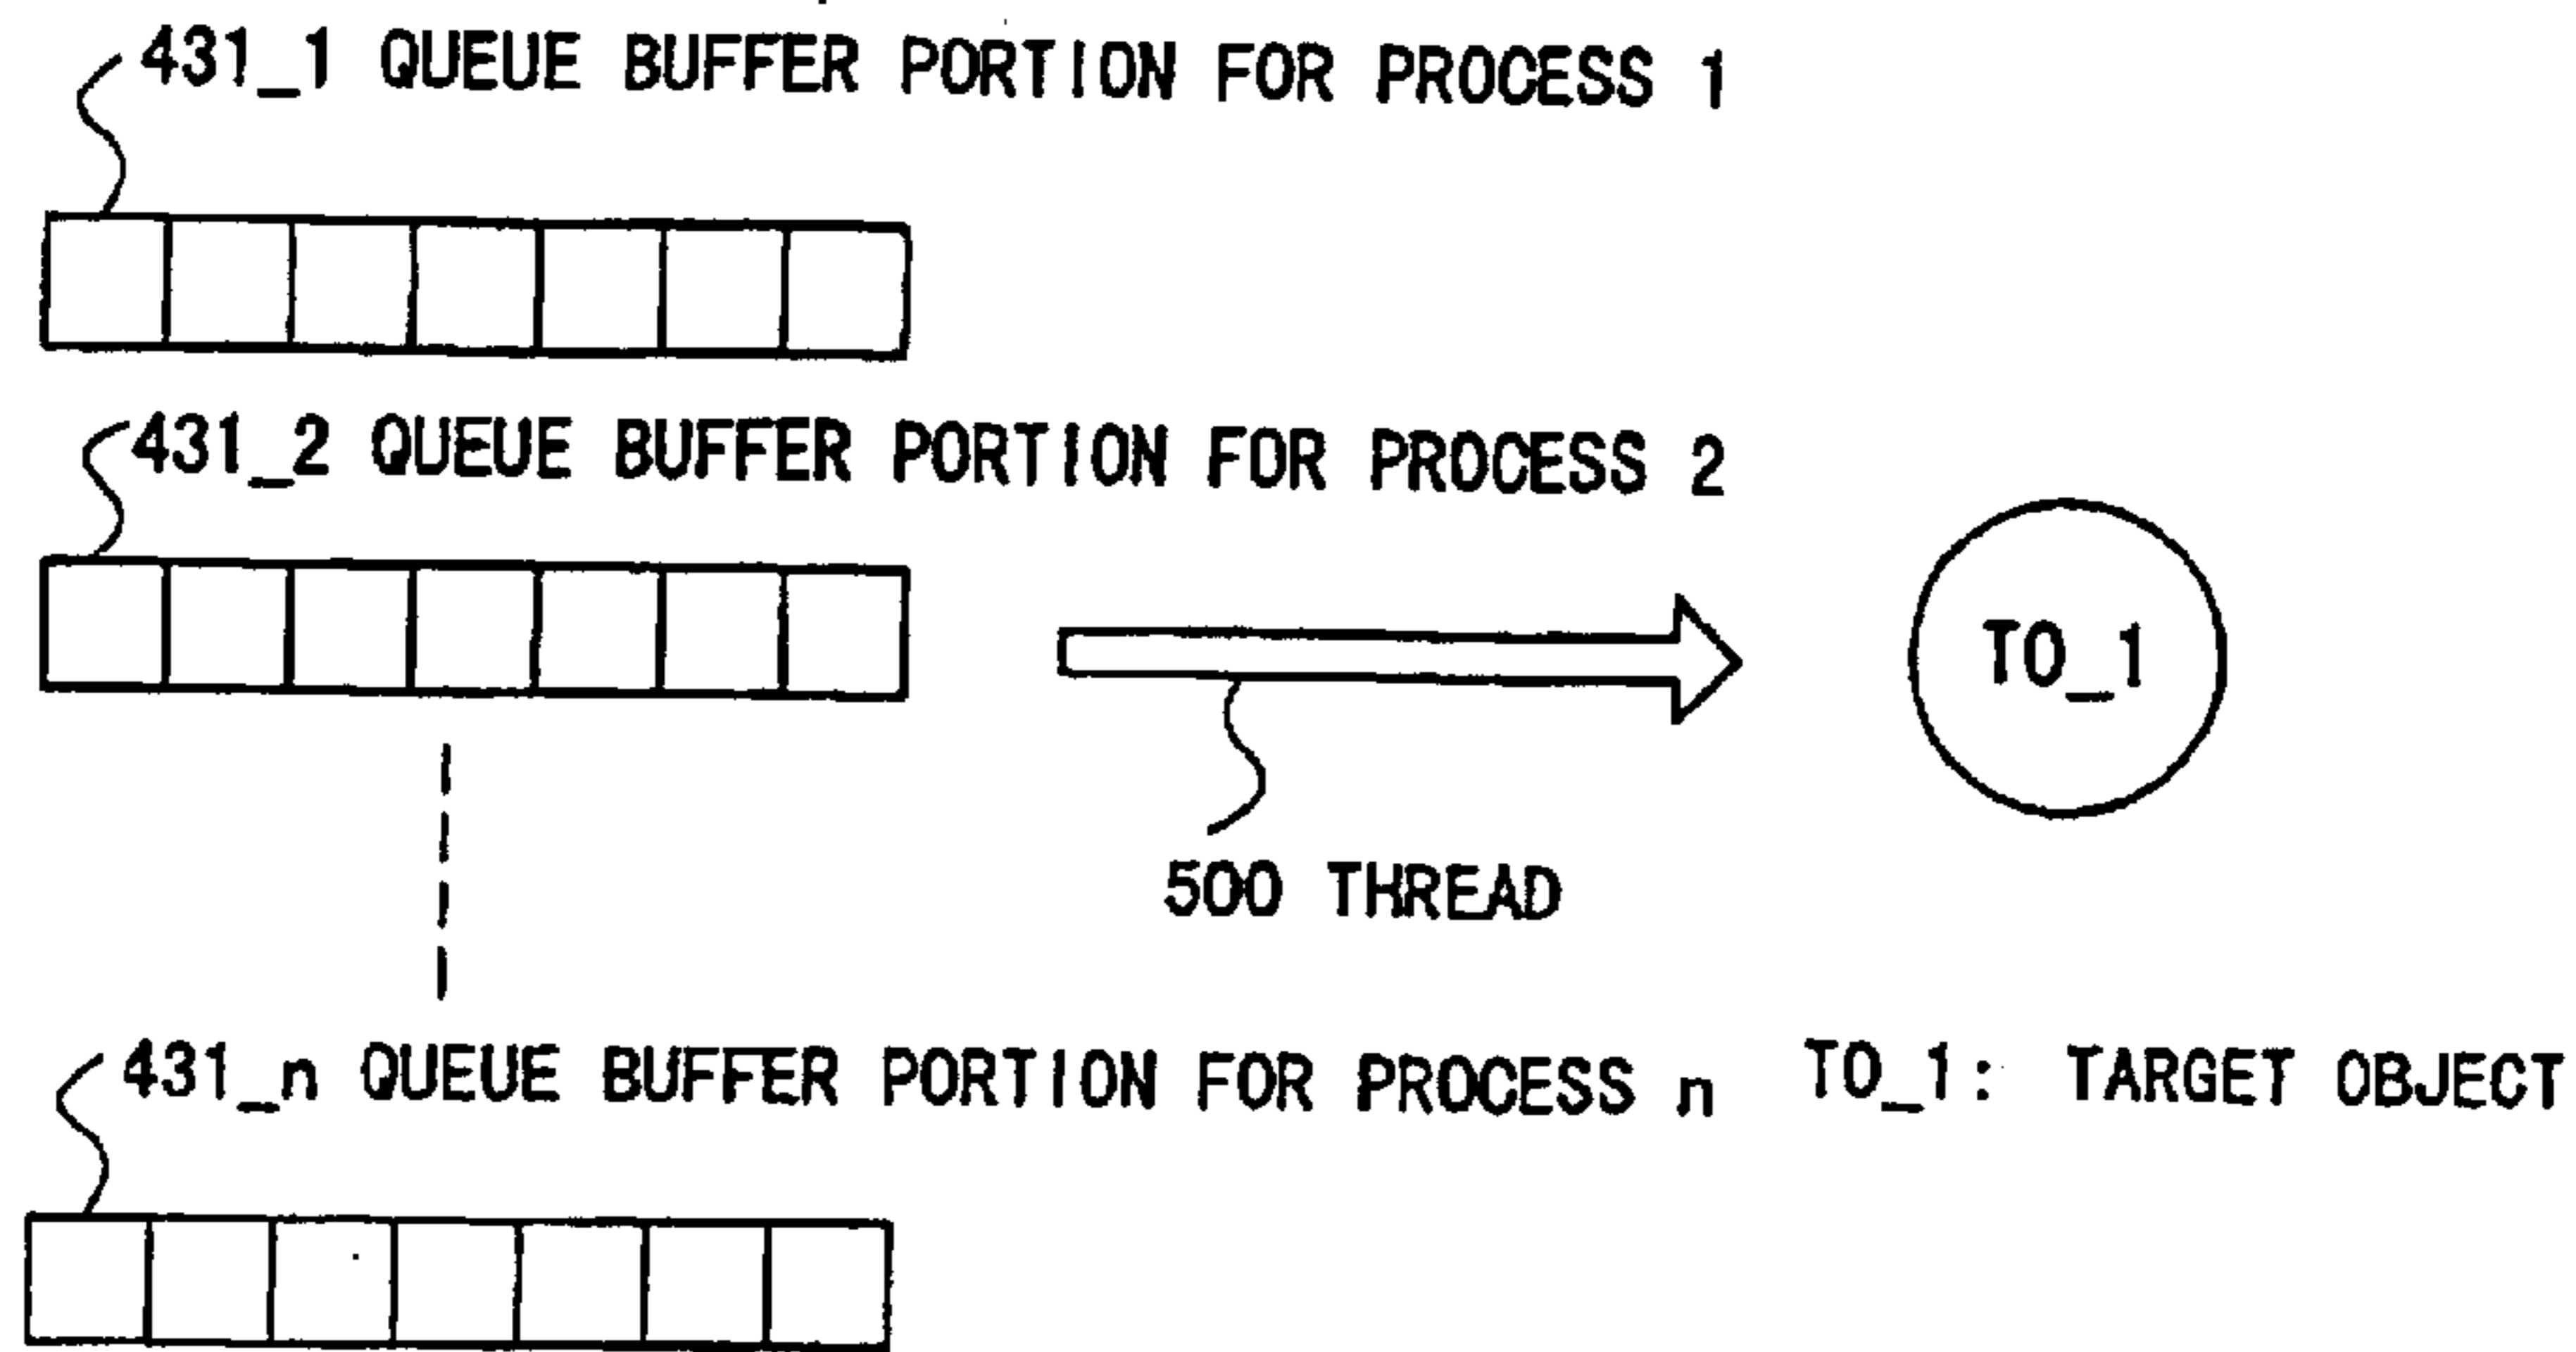 431_1 QUEUE BUFFER PORTION FOR PROCESS 1
431_2 QUEUE BUFFER PORTION FOR PROCESS 2
TO_1
500 THREAD
431_n QUEUE BUFFER PORTION FOR PROCESS n
TO_1: TARGET OBJECT